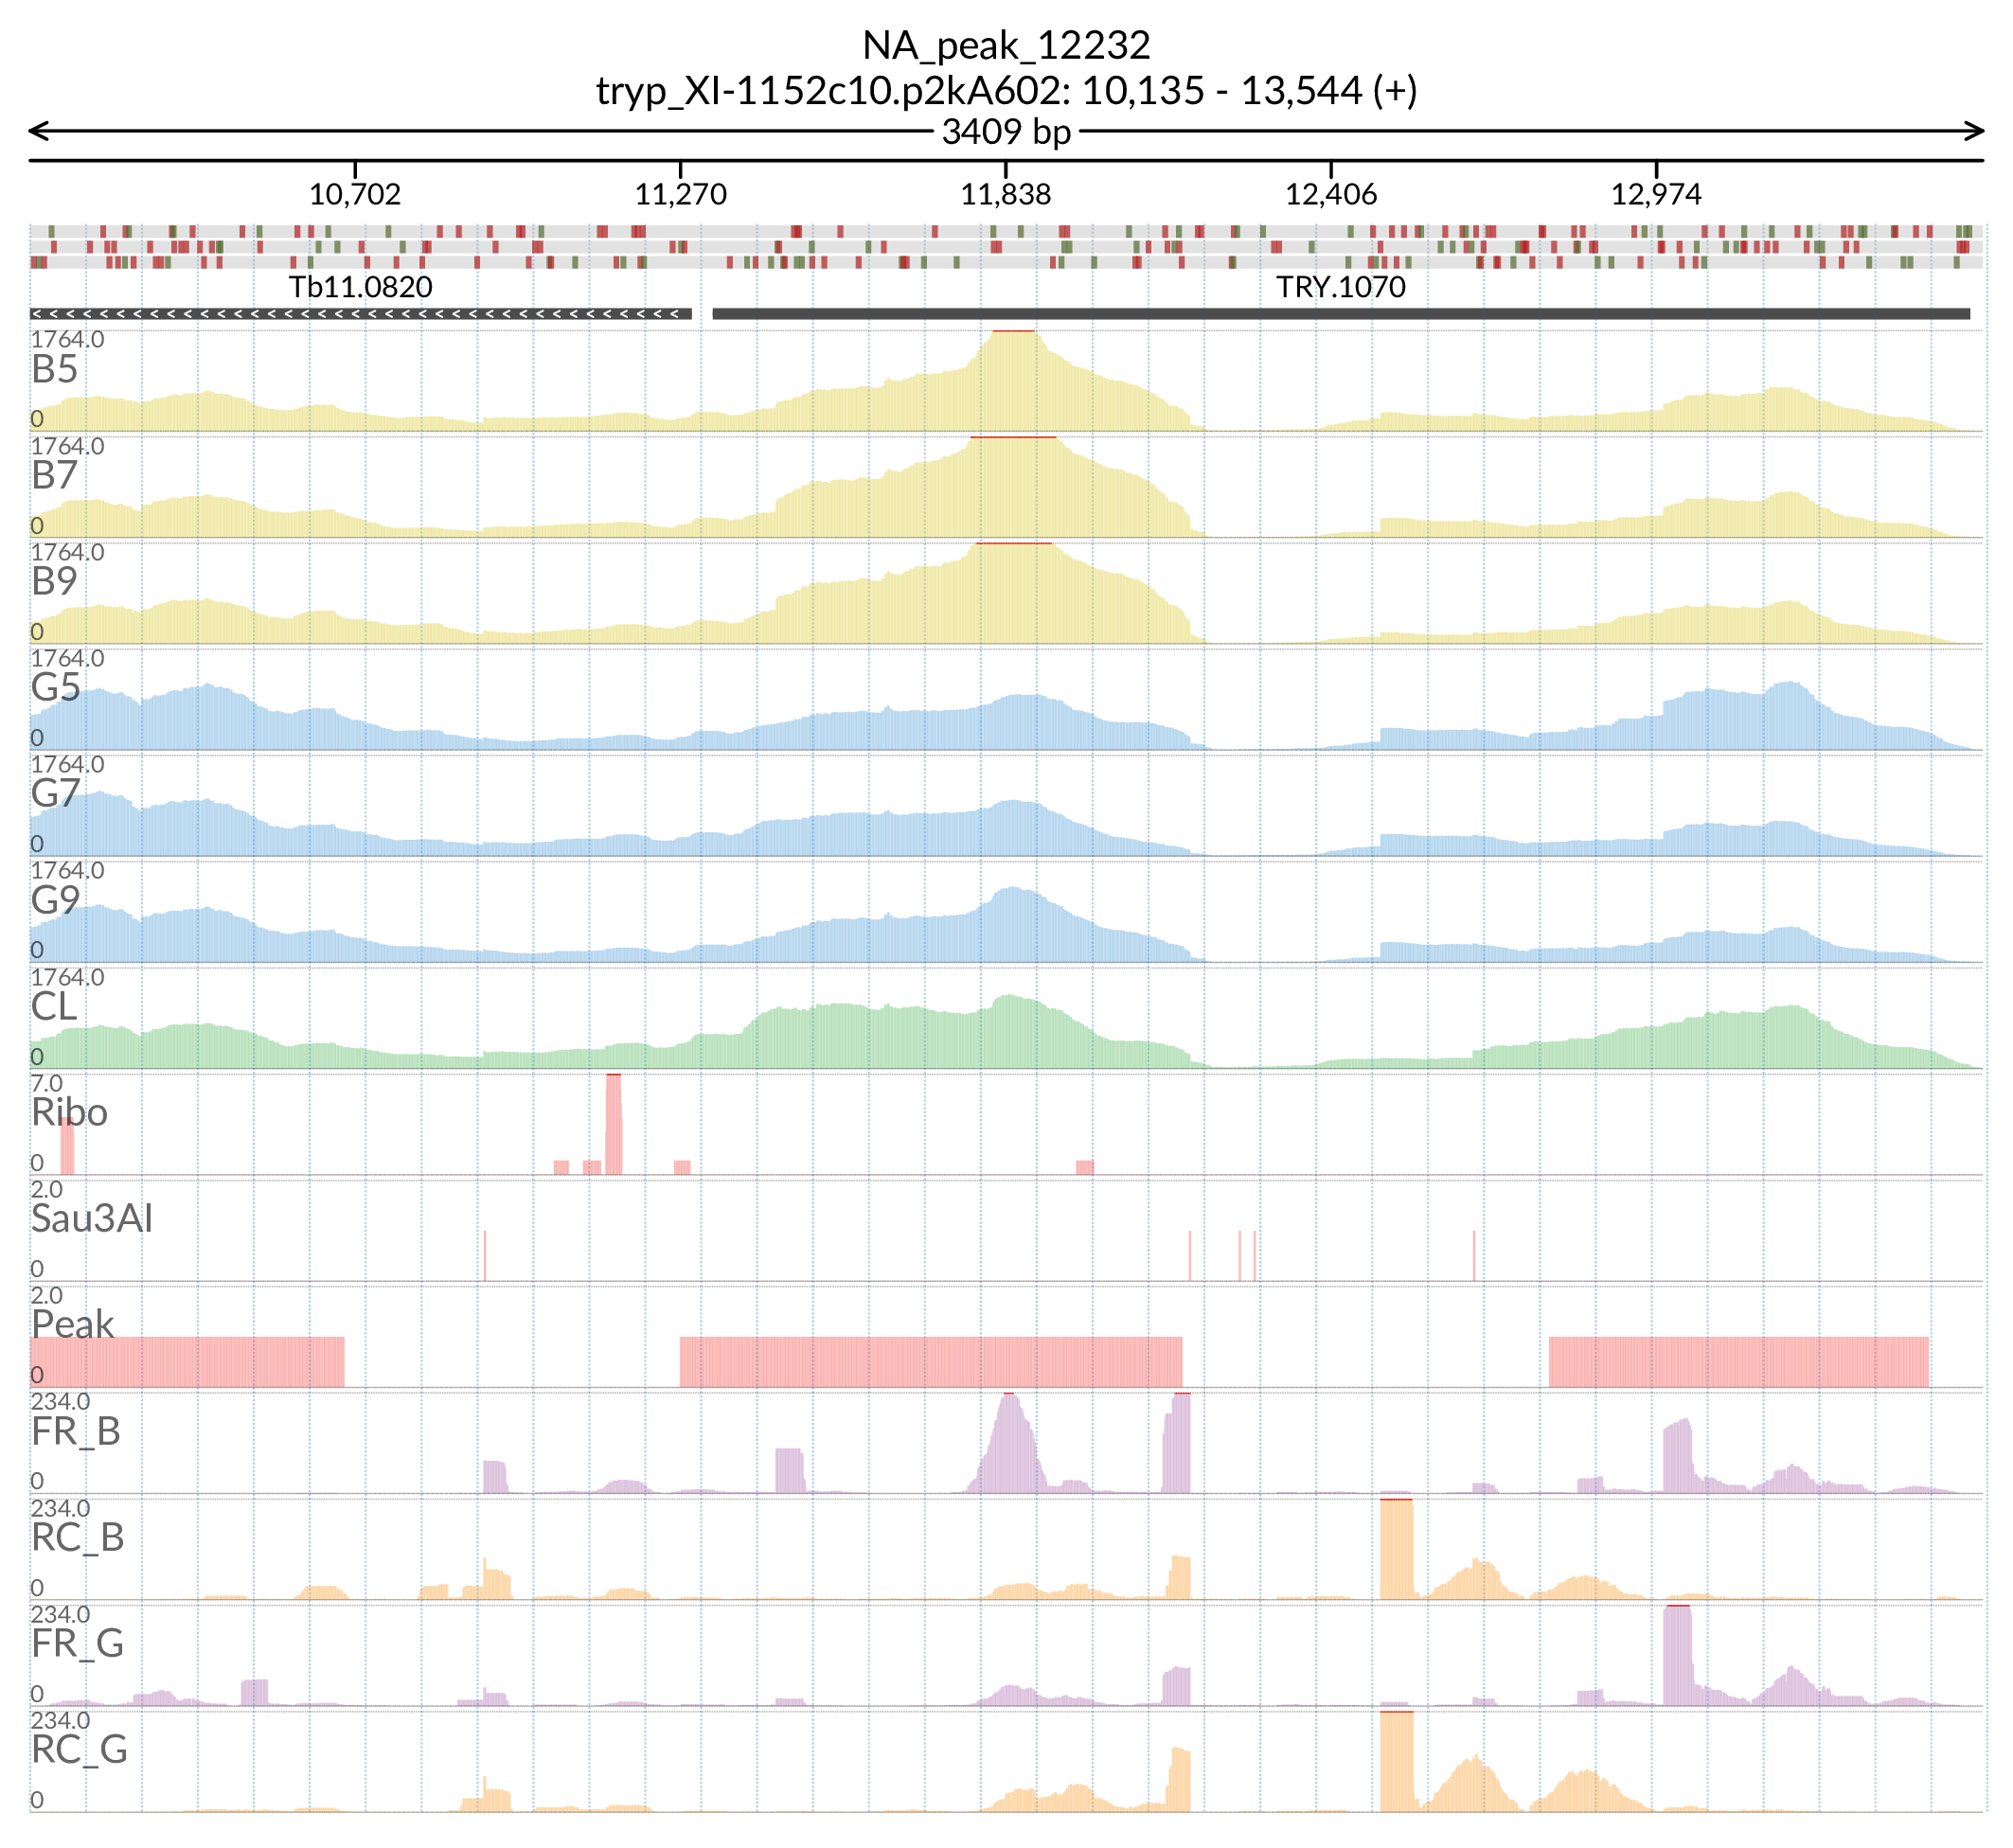 NA_peak_12232
tryp_XI-1152c10.p2kA602: 10,135 - 13,544 (+)
3409 bp
10,702 11,270 11,838 12,406 12,974
Tb11.0820 TRY.1070
1764.0
B5
0
1764.0
B7
0
1764.0
B9
0
1764.0
G5
0
1764.0
G7
0
1764.0
G9
0
1764.0
CL
0
7.0
Ribo
0
2.0
Sau3AI
0
2.0
Peak
0
234.0
FR_B
0
234.0
RC_B
0
234.0
FR_G
0
234.0
RC_G
0